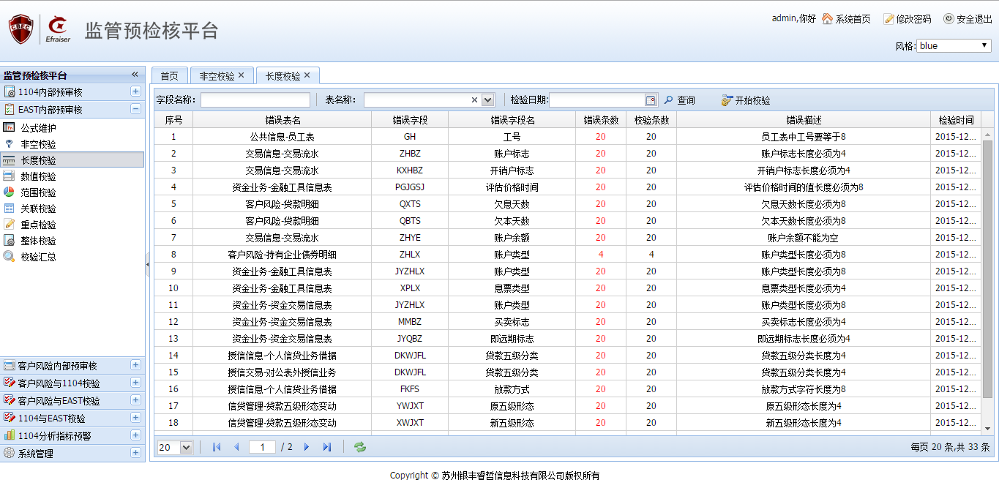 CBEC
Efraiser
监管预检核平台
admin,你好 系统首页 修改密码 安全退出
风格: blue
监管预检核平台
1104内部预审核
EAST内部预审核
公式维护
非空校验
长度校验
数值校验
范围校验
关联校验
重点检验
整体校验
校验汇总
客户风险内部预审核
客户风险与1104校验
客户风险与EAST校验
1104与EAST校验
1104分析指标预警
系统管理
首页 非空校验 长度校验
字段名称: 表名称: 检验日期: 查询 开始校验
序号 错误表名 错误字段 错误字段名 错误条数 校验条数 错误描述 检验时间
1 公共信息-员工表 GH 工号 20 20 员工表中工号要等于8 2015-12...
2 交易信息-交易流水 ZHBZ 账户标志 20 20 账户标志长度必须为4 2015-12...
3 交易信息-交易流水 KXHBZ 开销户标志 20 20 开销户标志长度必须为4 2015-12...
4 资金业务-金融工具信息表 PGJGSJ 评估价格时间 20 20 评估价格时间的值长度必须为8 2015-12...
5 客户风险-贷款明细 QXTS 欠息天数 20 20 欠息天数长度必须为8 2015-12...
6 客户风险-贷款明细 QBTS 欠本天数 20 20 欠本天数长度必须为8 2015-12...
7 交易信息-交易流水 ZHYE 账户余额 20 20 账户余额不能为空 2015-12...
8 客户风险-持有企业债券明细 ZHLX 账户类型 4 4 账户类型长度必须为8 2015-12...
9 资金业务-金融工具信息表 JYZHLX 账户类型 20 20 账户类型长度必须为8 2015-12...
10 资金业务-金融工具信息表 XPLX 息票类型 20 20 息票类型长度必须为4 2015-12...
11 资金业务-资金交易信息表 JYZHLX 账户类型 20 20 账户类型长度必须为8 2015-12...
12 资金业务-资金交易信息表 MMBZ 买卖标志 20 20 买卖标志长度必须为4 2015-12...
13 资金业务-资金交易信息表 JYQBZ 即远期标志 20 20 即远期标志长度必须为4 2015-12...
14 授信信息-个人信贷业务借据 DKWJFL 贷款五级分类 20 20 贷款五级分类长度为4 2015-12...
15 授信交易-对公表外授信业务 DKWJFL 贷款五级分类 20 20 贷款五级分类长度为4 2015-12...
16 授信信息-个人信贷业务借据 FKFS 放款方式 20 20 放款方式字符长度为8 2015-12...
17 信贷管理-贷款五级形态变动 YWJXT 原五级形态 20 20 原五级形态长度为4 2015-12...
18 信贷管理-贷款五级形态变动 XWJXT 新五级形态 20 20 新五级形态长度为4 2015-12...
20 1 / 2 每页 20 条,共 33 条
Copyright © 苏州银丰睿哲信息科技有限公司版权所有